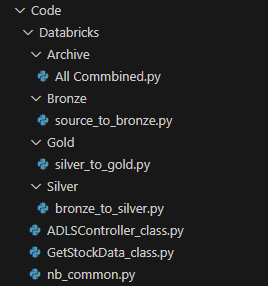 Code
Databricks
Archive
All Commbined.py
Bronze
source_to_bronze.py
Gold
silver_to_gold.py
Silver
bronze_to_silver.py
ADLSController_class.py
GetStockData_class.py
nb_common.py